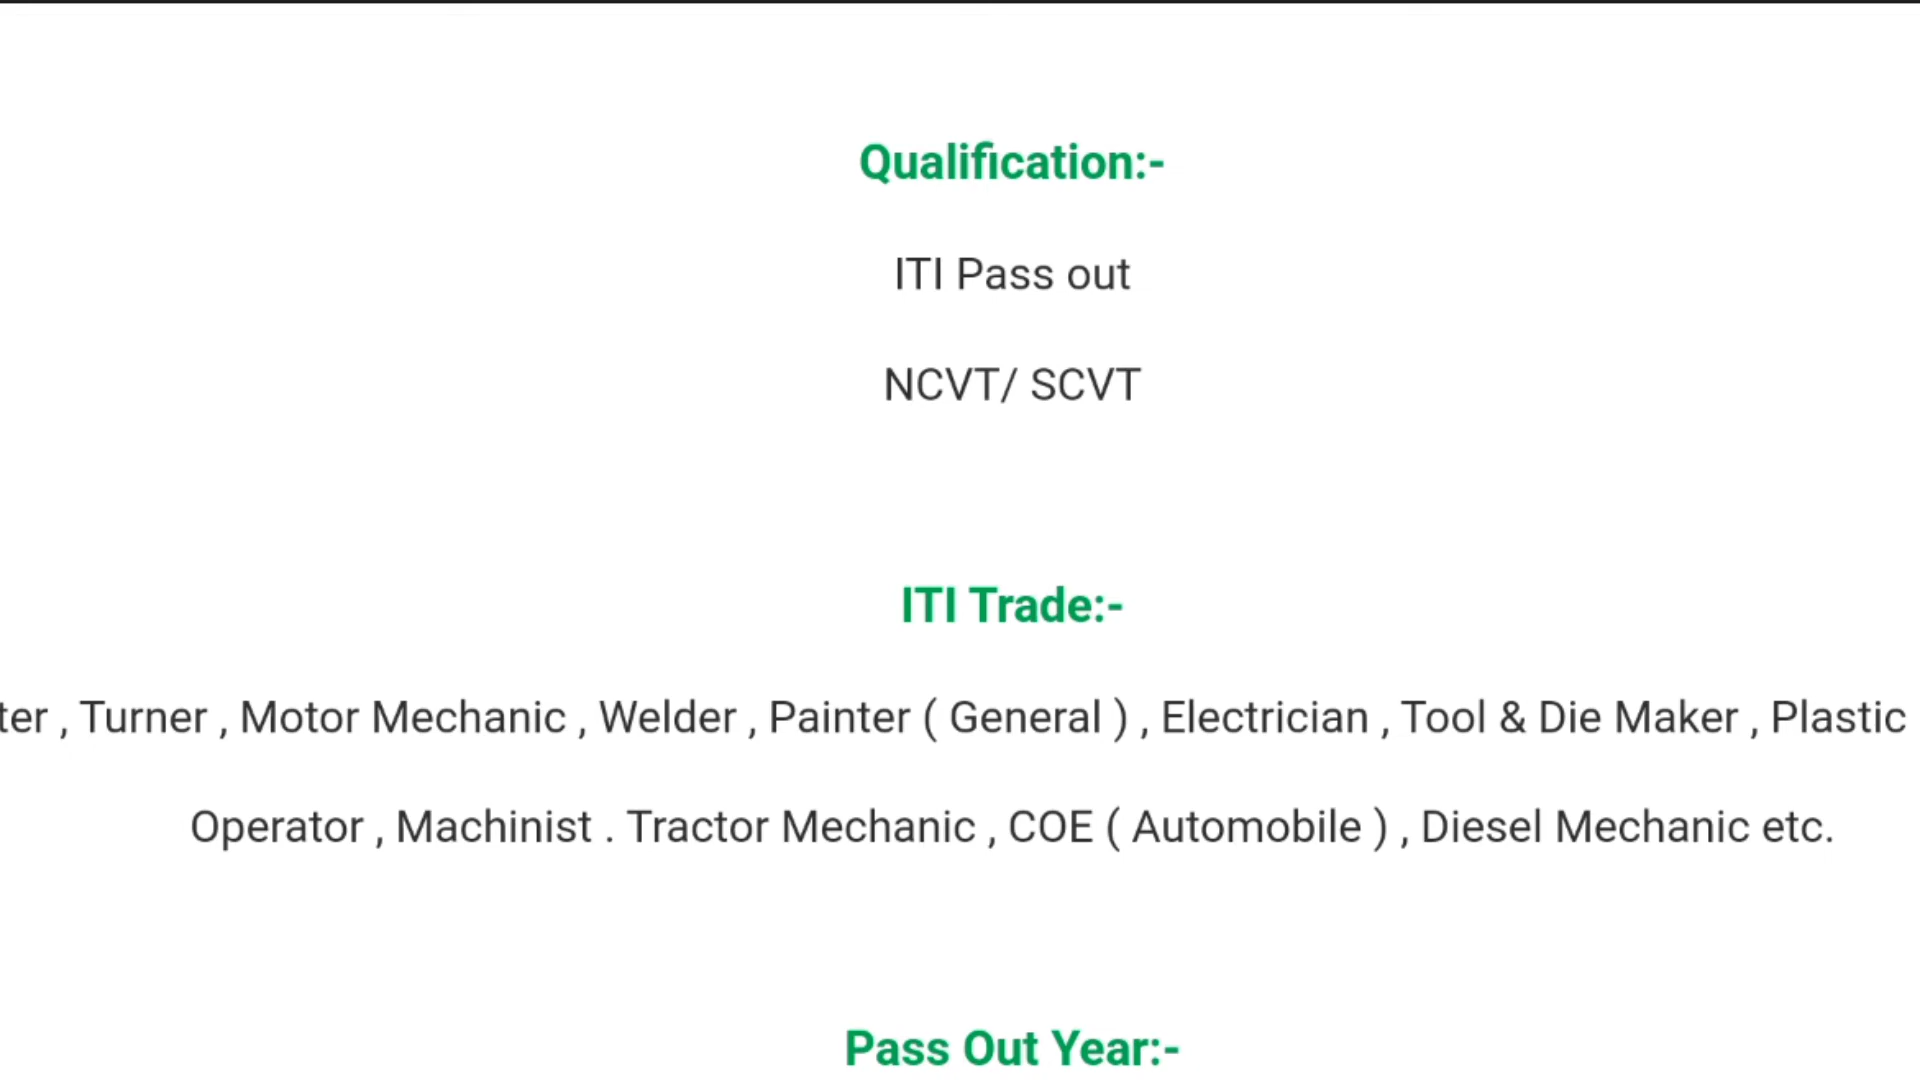 Qualification:-
ITI Pass out
NCVT/ SCVT
ITI Trade:-
ter , Turner , Motor Mechanic , Welder , Painter ( General ) , Electrician , Tool & Die Maker , Plastic
Operator , Machinist . Tractor Mechanic , COE ( Automobile ) , Diesel Mechanic etc.
Pass Out Year:-